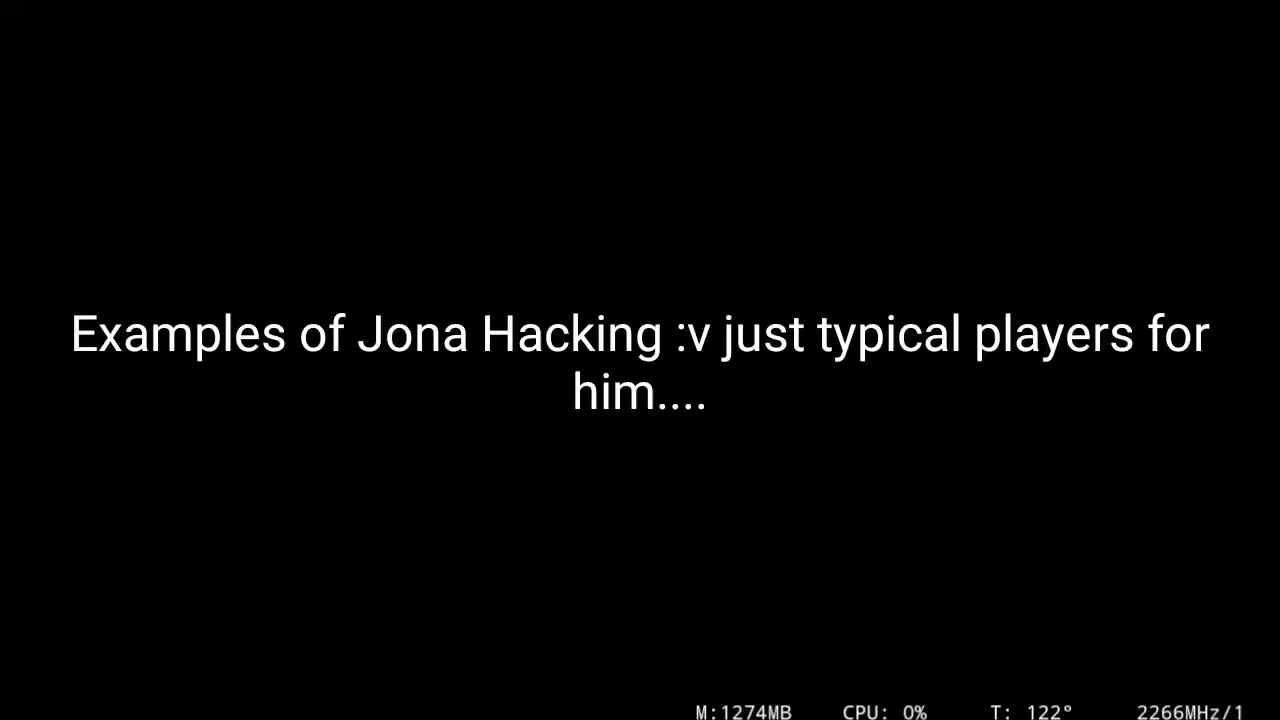 Examples of Jona Hacking :v just typical players for
him....
M:1274MB CPU: 0% T: 122° 2266MHz/1